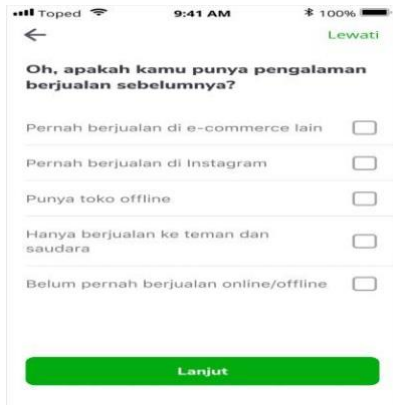 Toped 9:41 AM 100%
Lewati
Oh, apakah kamu punya pengalaman
berjualan sebelumnya?
Pernah berjualan di e-commerce lain
Pernah berjualan di Instagram
Punya toko offline
Hanya berjualan ke teman dan
saudara
Belum pernah berjualan online/offline
Lanjut